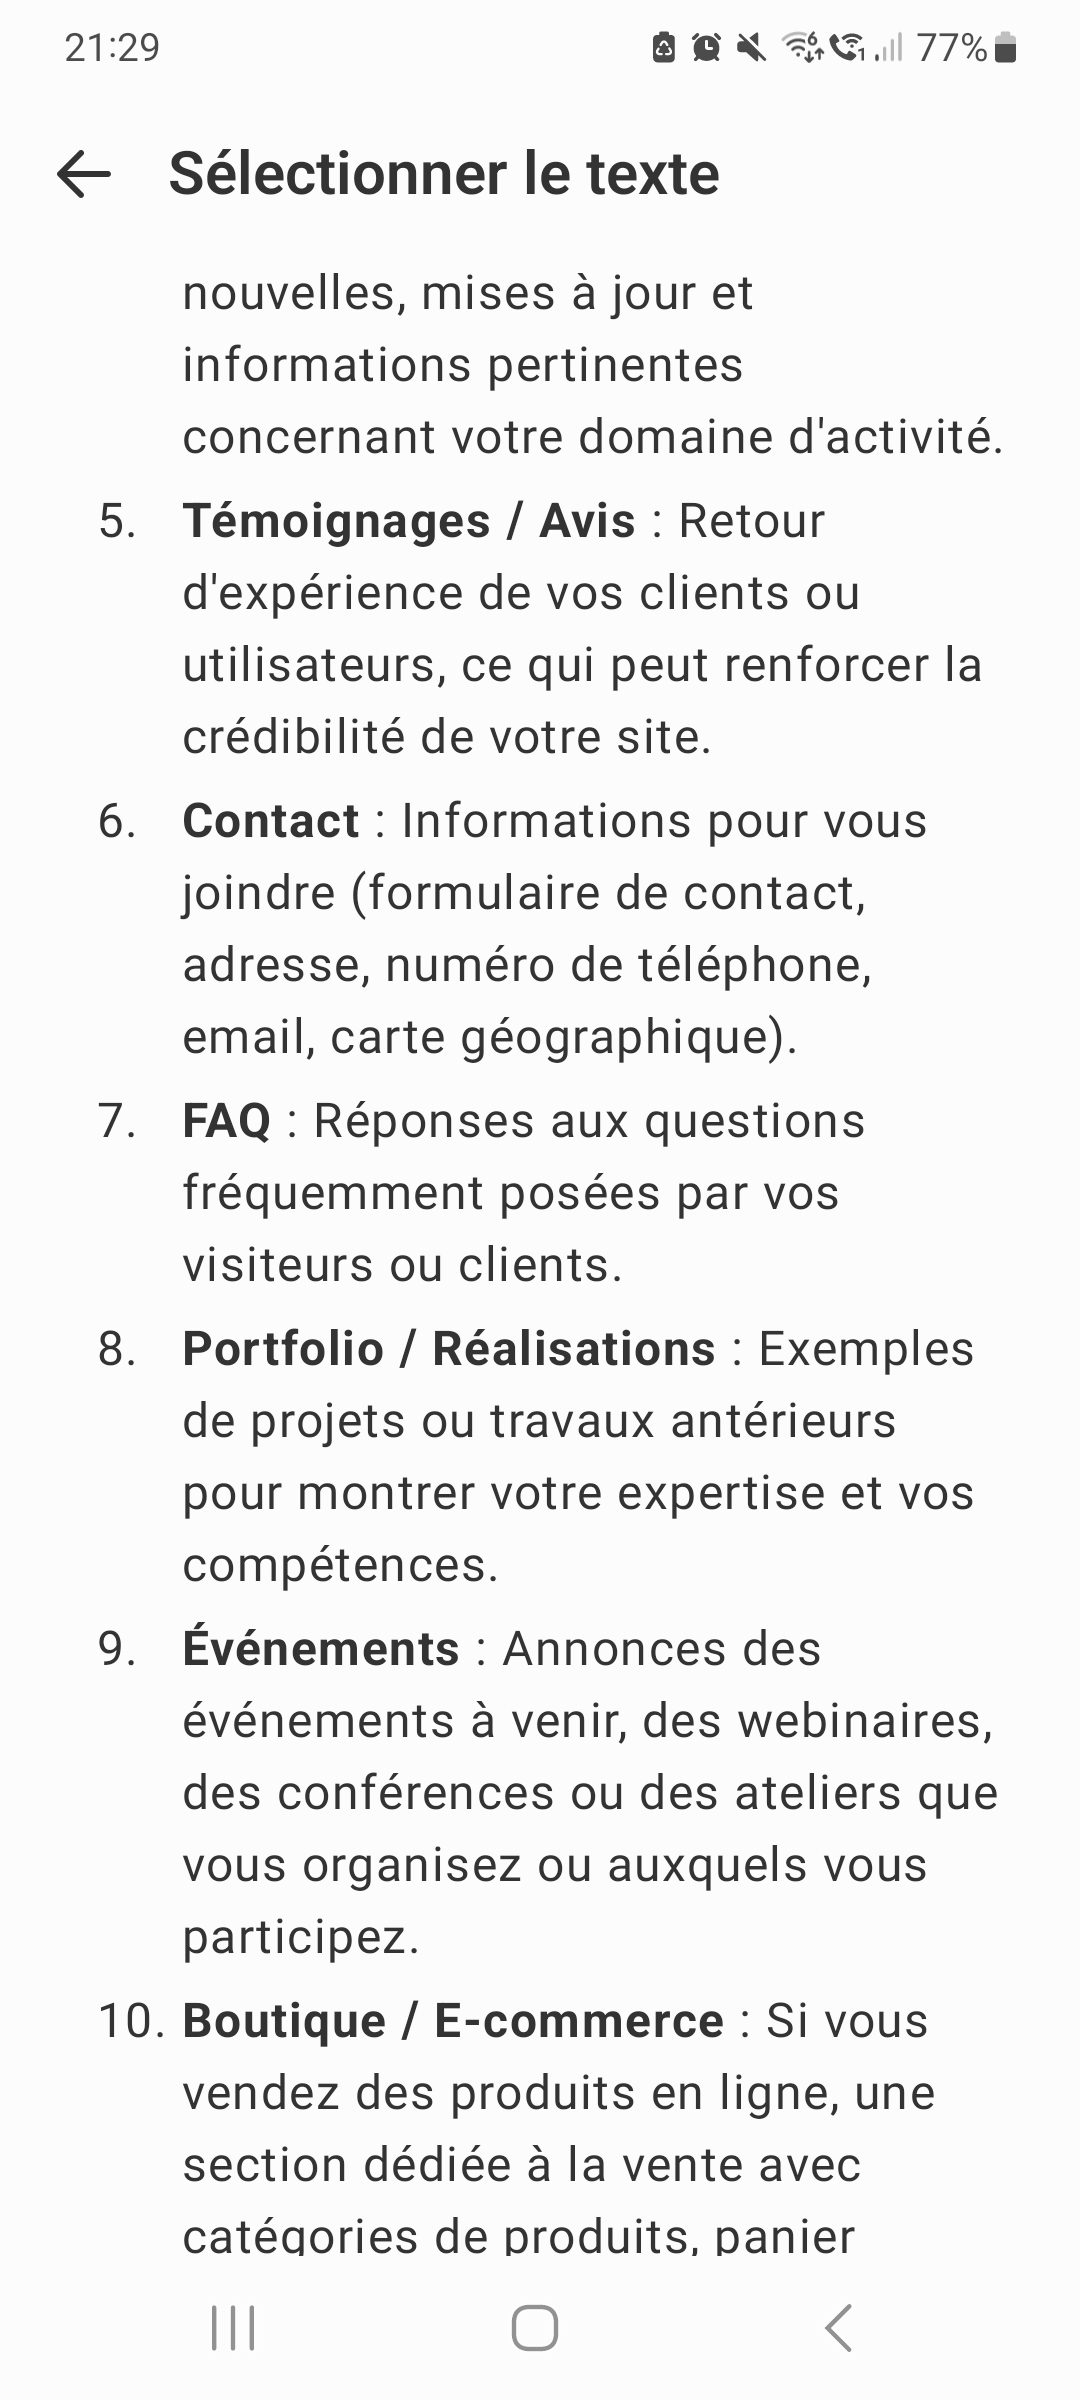 21:29
6
1
77%
Sélectionner le texte
nouvelles, mises à jour et
informations pertinentes
concernant votre domaine d'activité.
5. Témoignages / Avis : Retour
d'expérience de vos clients ou
utilisateurs, ce qui peut renforcer la
crédibilité de votre site.
6. Contact : Informations pour vous
joindre (formulaire de contact,
adresse, numéro de téléphone,
email, carte géographique).
7. FAQ : Réponses aux questions
fréquemment posées par vos
visiteurs ou clients.
8. Portfolio / Réalisations : Exemples
de projets ou travaux antérieurs
pour montrer votre expertise et vos
compétences.
9. Événements : Annonces des
événements à venir, des webinaires,
des conférences ou des ateliers que
vous organisez ou auxquels vous
participez.
10. Boutique / E-commerce : Si vous
vendez des produits en ligne, une
section dédiée à la vente avec
catégories de produits, panier